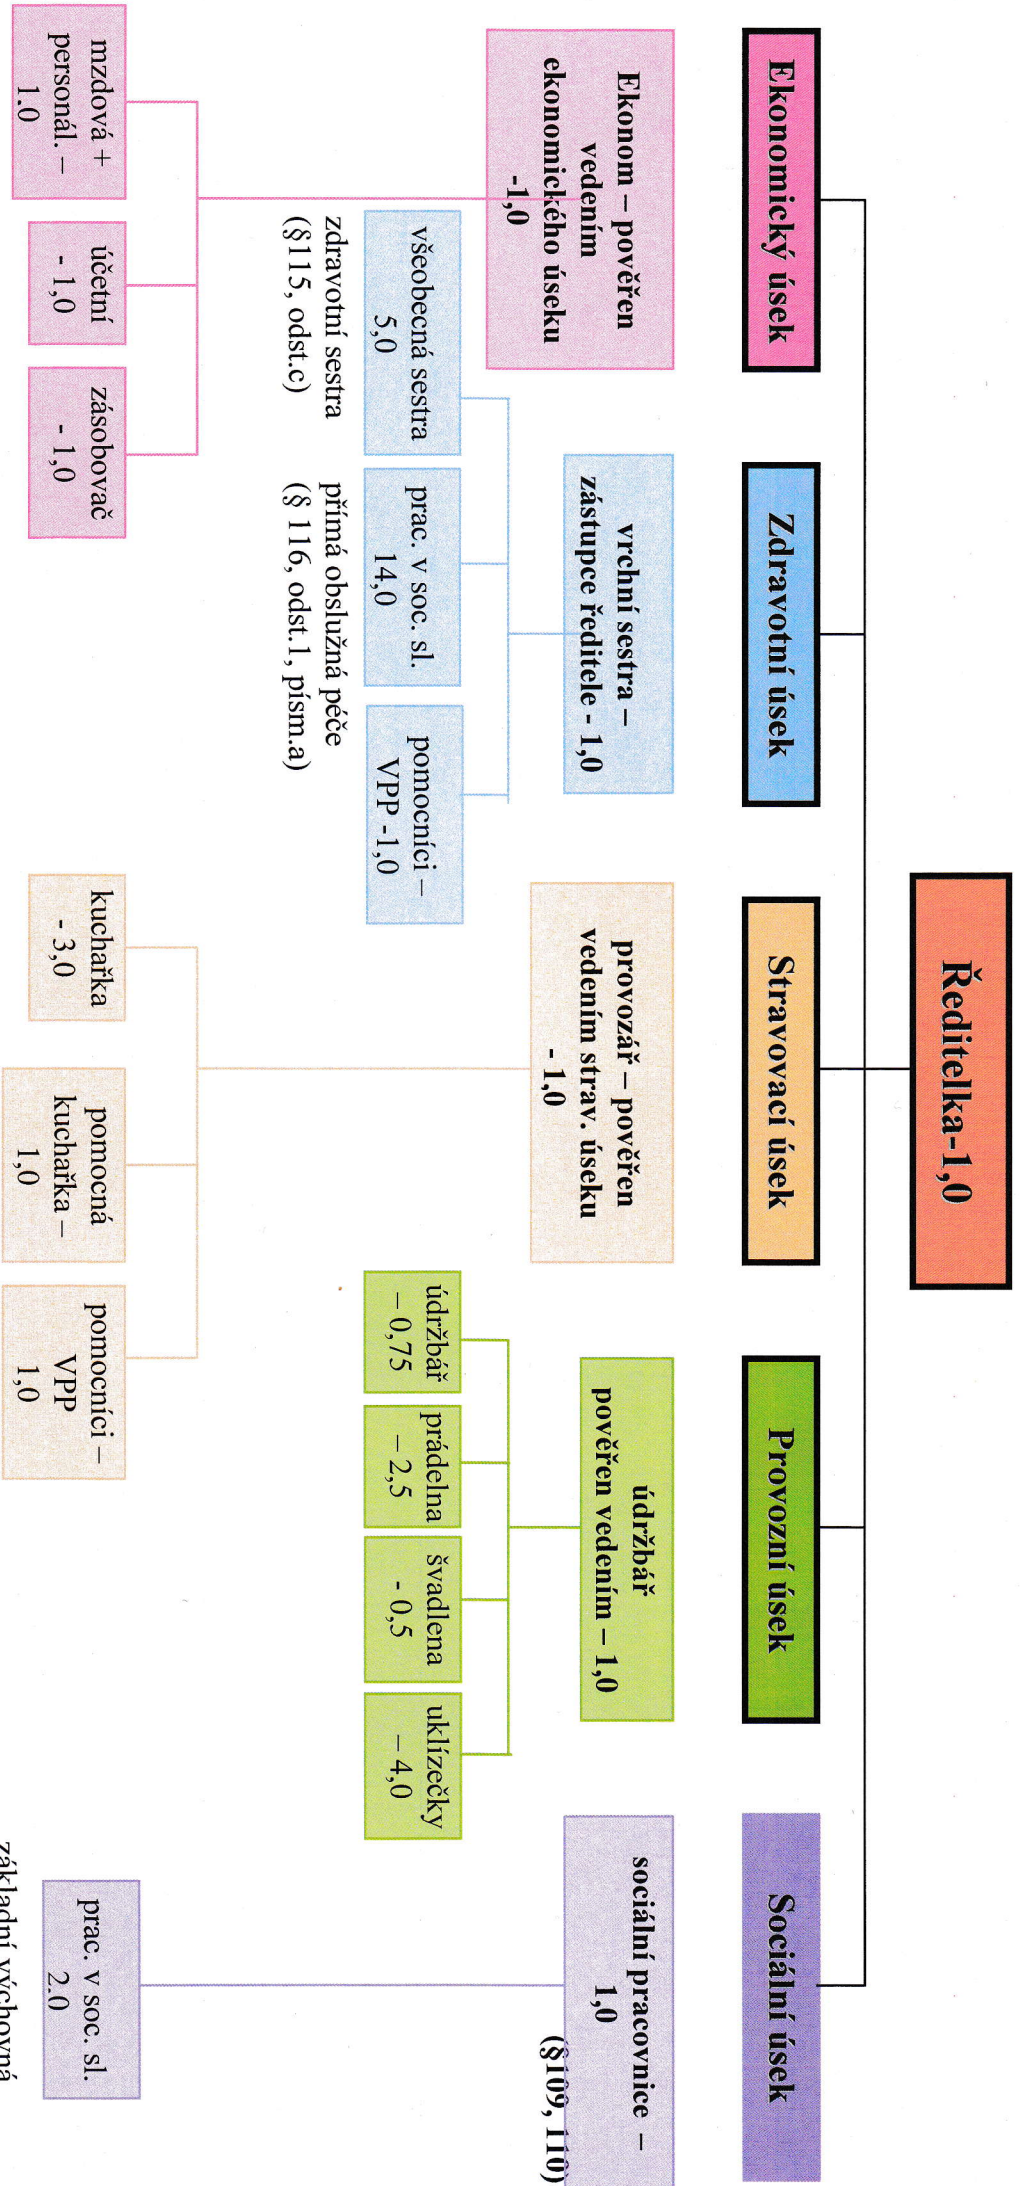 Ředitelka-1,0
Ekonomický úsek
Zdravotní úsek
Stravovací úsek
Provozní úsek
Sociální úsek
Ekonom – pověřen
vedením
ekonomického úseku
-1,0
vrchní sestra –
zástupce ředitele - 1,0
provozář – pověřen
vedením strav. úseku
- 1,0
údržbář
pověřen vedením – 1,0
sociální pracovnice –
1,0
(§109, 110)
všeobecná sestra
5,0
prac. v soc. sl.
14,0
pomocníci –
VPP -1,0
údržbář
– 0,75
prádelna
– 2,5
švadlena
- 0,5
uklízečky
– 4,0
zdravotní sestra
(§115, odst.c)
přímá obslužná péče
(§ 116, odst.1, písm.a)
mzdová +
personál. –
1.0
účetní
- 1,0
zásobovač
- 1,0
kuchařka
- 3,0
pomocná
kuchařka –
1,0
pomocníci –
VPP
1,0
prac. v soc. sl.
2.0
základní výchovná